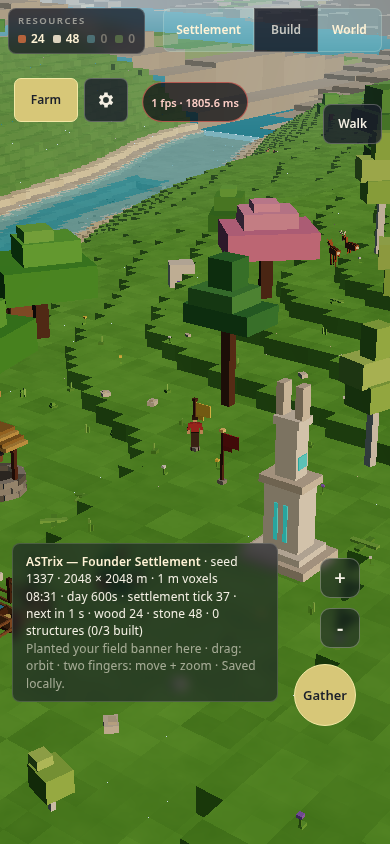 RESOURCES
24 48 0 0
Settlement Build World
Farm
1 fps · 1805.6 ms
Walk
ASTrix — Founder Settlement · seed
1337 · 2048 × 2048 m · 1 m voxels
08:31 · day 600s · settlement tick 37 ·
next in 1 s · wood 24 · stone 48 · 0
structures (0/3 built)
Planted your field banner here · drag:
orbit · two fingers: move + zoom · Saved
locally.
+
-
Gather